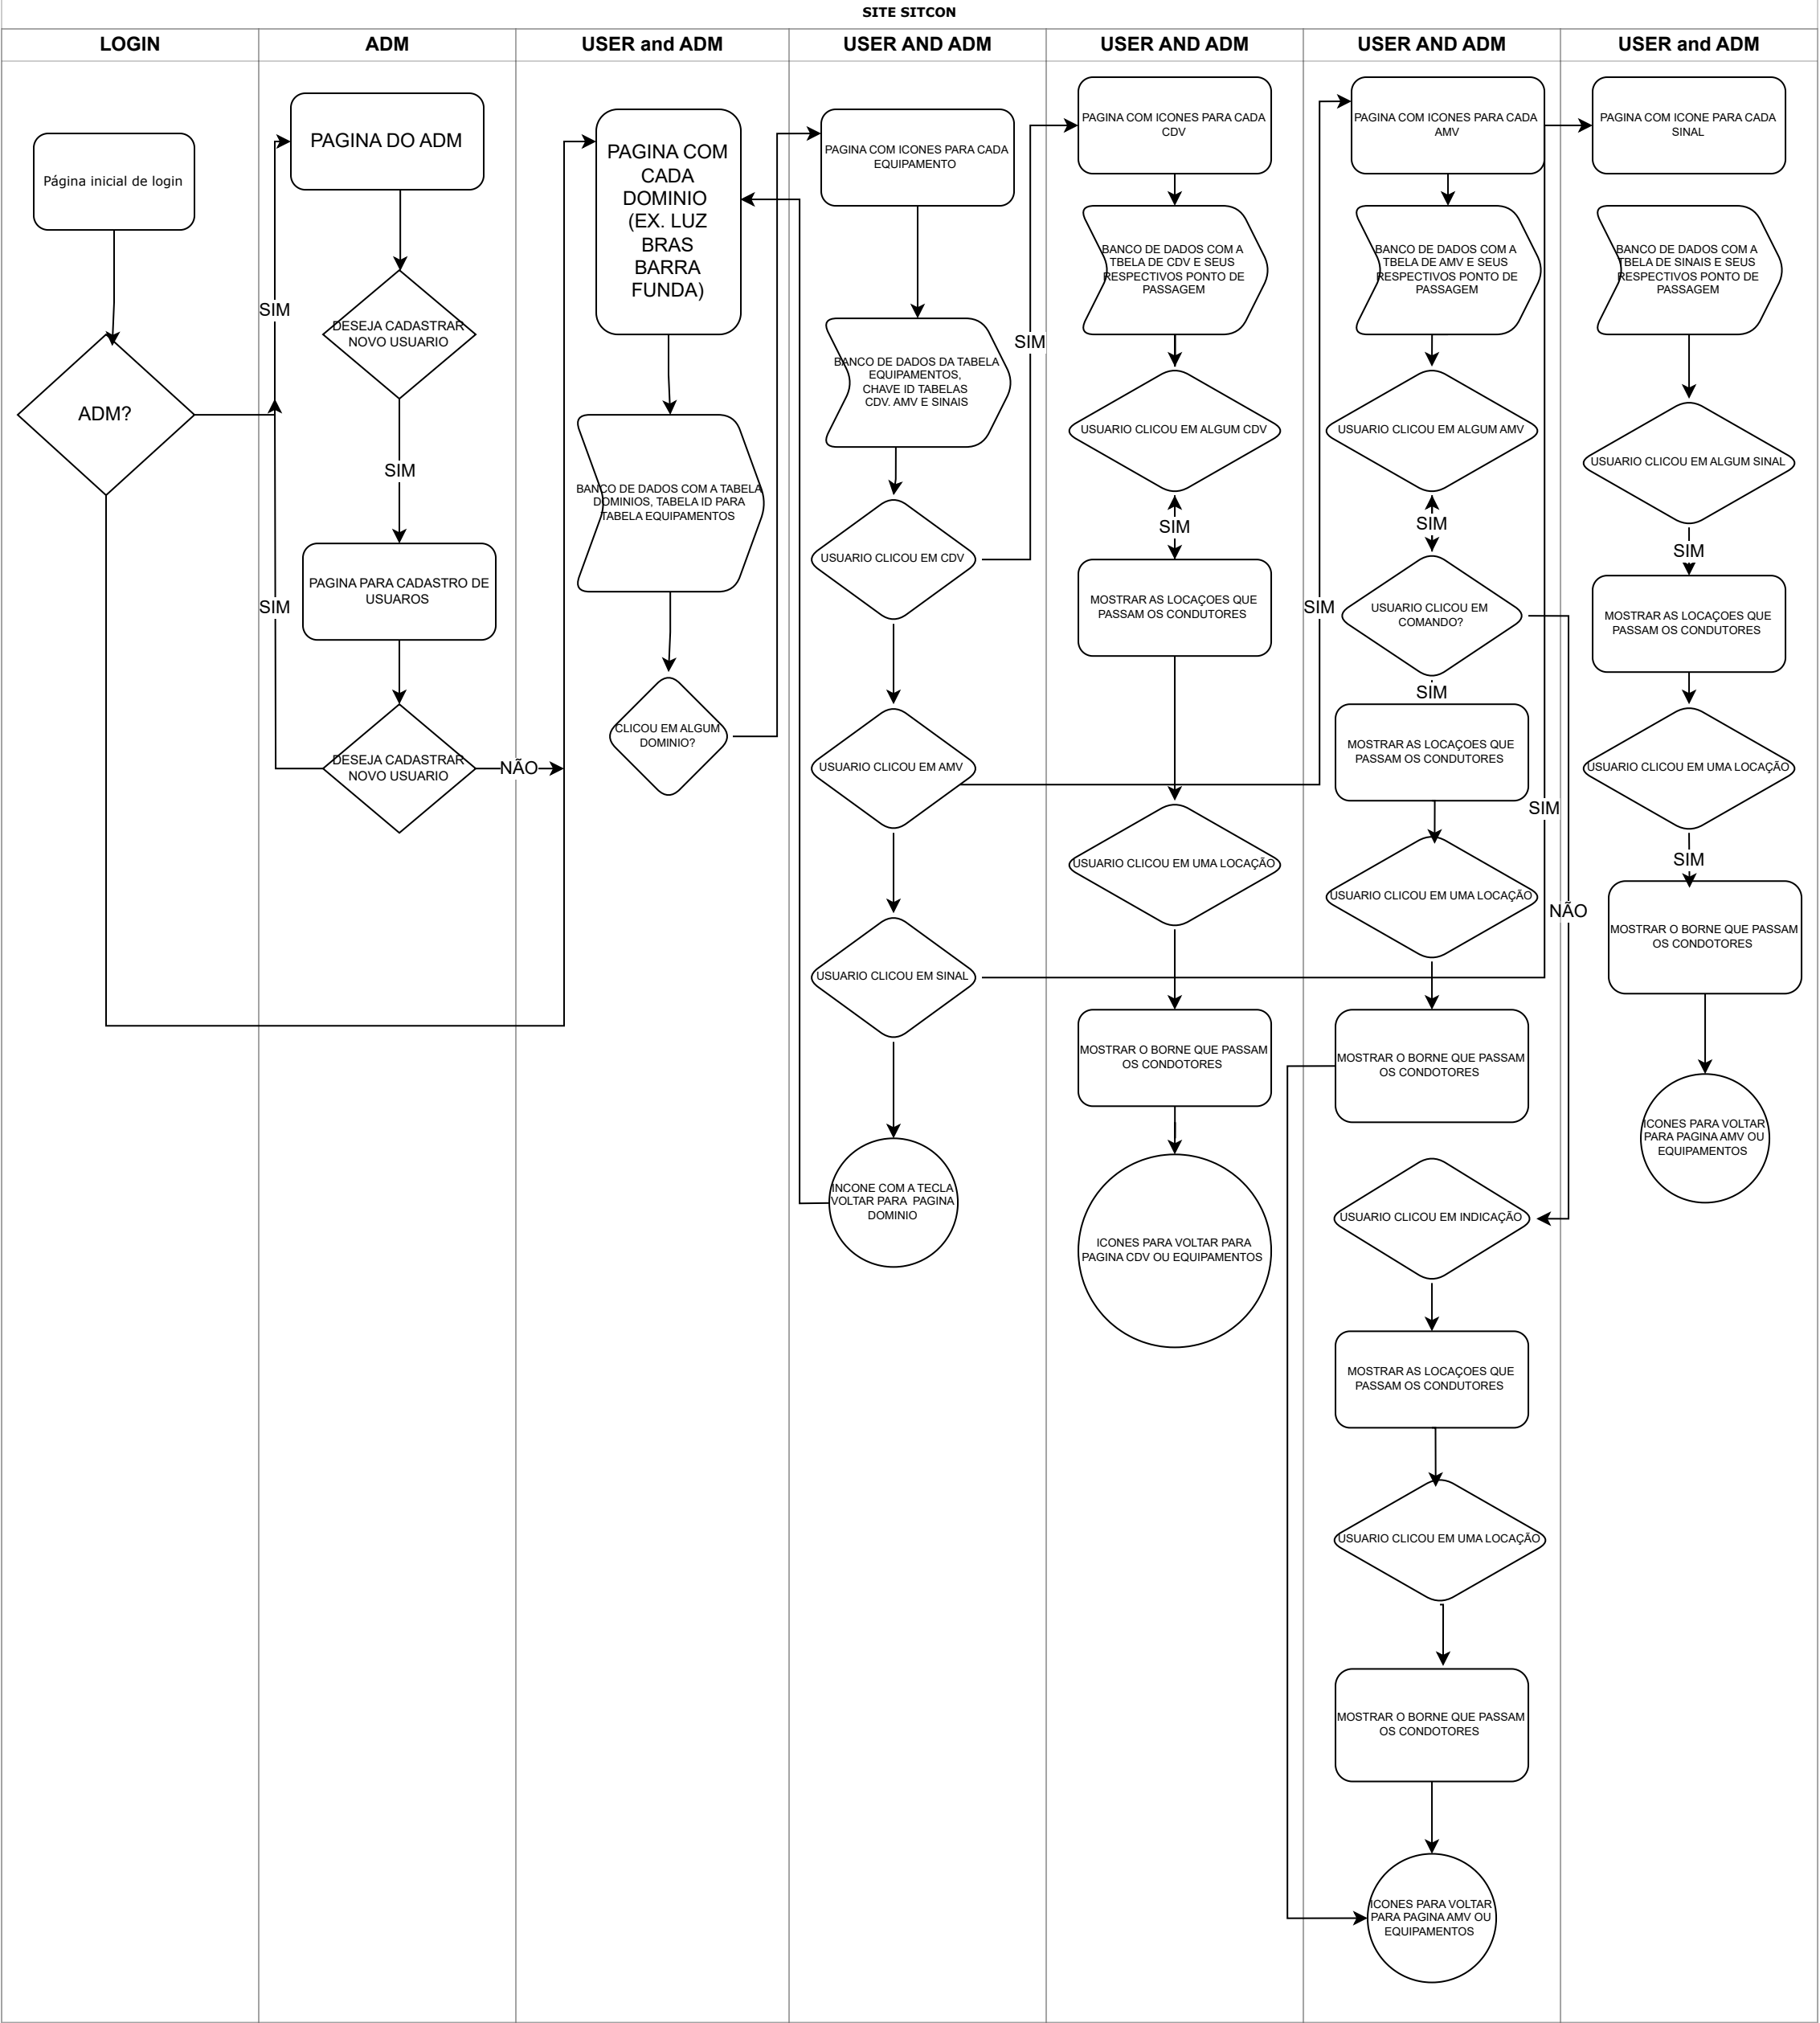 SITE SITCON
LOGIN
ADM
USER and ADM
USER AND ADM
USER AND ADM
USER AND ADM
USER and ADM
Página inicial de login
ADM?
SIM
SIM
PAGINA DO ADM
DESEJA CADASTRAR
NOVO USUARIO
SIM
PAGINA PARA CADASTRO DE
USUAROS
DESEJA CADASTRAR
NOVO USUARIO
NÃO
PAGINA COM
CADA
DOMINIO
(EX. LUZ
BRAS
BARRA
FUNDA)
BANCO DE DADOS COM A TABELA
DOMINIOS, TABELA ID PARA
TABELA EQUIPAMENTOS
CLICOU EM ALGUM
DOMINIO?
PAGINA COM ICONES PARA CADA
EQUIPAMENTO
BANCO DE DADOS DA TABELA
EQUIPAMENTOS,
CHAVE ID TABELAS
CDV. AMV E SINAIS
USUARIO CLICOU EM CDV
USUARIO CLICOU EM AMV
USUARIO CLICOU EM SINAL
INCONE COM A TECLA
VOLTAR PARA PAGINA
DOMINIO
SIM
PAGINA COM ICONES PARA CADA
CDV
BANCO DE DADOS COM A
TBELA DE CDV E SEUS
RESPECTIVOS PONTO DE
PASSAGEM
USUARIO CLICOU EM ALGUM CDV
SIM
MOSTRAR AS LOCAÇOES QUE
PASSAM OS CONDUTORES
USUARIO CLICOU EM UMA LOCAÇÃO
MOSTRAR O BORNE QUE PASSAM
OS CONDOTORES
ICONES PARA VOLTAR PARA
PAGINA CDV OU EQUIPAMENTOS
SIM
PAGINA COM ICONES PARA CADA
AMV
BANCO DE DADOS COM A
TBELA DE AMV E SEUS
RESPECTIVOS PONTO DE
PASSAGEM
USUARIO CLICOU EM ALGUM AMV
SIM
USUARIO CLICOU EM
COMANDO?
SIM
MOSTRAR AS LOCAÇOES QUE
PASSAM OS CONDUTORES
USUARIO CLICOU EM UMA LOCAÇÃO
MOSTRAR O BORNE QUE PASSAM
OS CONDOTORES
USUARIO CLICOU EM INDICAÇÃO
MOSTRAR AS LOCAÇOES QUE
PASSAM OS CONDUTORES
USUARIO CLICOU EM UMA LOCAÇÃO
MOSTRAR O BORNE QUE PASSAM
OS CONDOTORES
ICONES PARA VOLTAR
PARA PAGINA AMV OU
EQUIPAMENTOS
SIM
NÃO
PAGINA COM ICONE PARA CADA
SINAL
BANCO DE DADOS COM A
TBELA DE SINAIS E SEUS
RESPECTIVOS PONTO DE
PASSAGEM
USUARIO CLICOU EM ALGUM SINAL
SIM
MOSTRAR AS LOCAÇOES QUE
PASSAM OS CONDUTORES
USUARIO CLICOU EM UMA LOCAÇÃO
SIM
MOSTRAR O BORNE QUE PASSAM
OS CONDOTORES
ICONES PARA VOLTAR
PARA PAGINA AMV OU
EQUIPAMENTOS